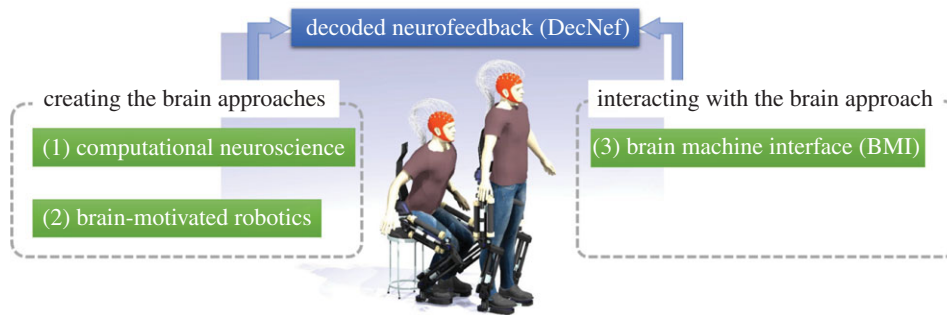 decoded neurofeedback (DecNef)
creating the brain approaches
(1) computational neuroscience
(2) brain-motivated robotics
interacting with the brain approach
(3) brain machine interface (BMI)